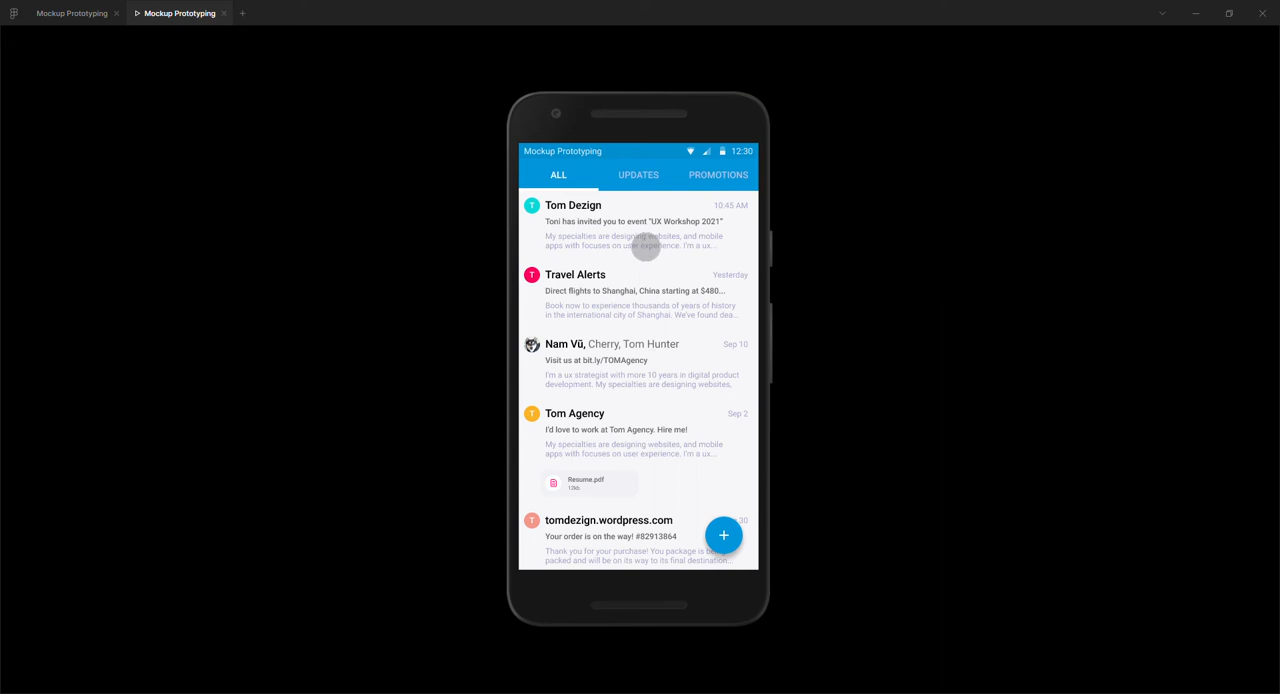 Mockup Prototyping
Mockup Prototyping
Mockup Prototyping 12:30
ALL UPDATES PROMOTIONS
T Tom Dezign 10:45 AM
Toni has invited you to event "UX Workshop 2021"
My specialties are designing websites, and mobile
apps with focuses on user experience. I'm a ux...
T Travel Alerts Yesterday
Direct flights to Shanghai, China starting at $480...
Book now to experience thousands of years of history
in the international city of Shanghai. We've found dea...
Nam Vũ, Cherry, Tom Hunter Sep 10
Visit us at bit.ly/TOMAgency
I'm a ux strategist with more 10 years in digital product
development. My specialties are designing websites,
T Tom Agency Sep 2
I'd love to work at Tom Agency. Hire me!
My specialties are designing websites, and mobile
apps with focuses on user experience. I'm a ux...
Resume.pdf
12kb
T tomdezign.wordpress.com 30
Your order is on the way! #82913864
Thank you for your purchase! You package is
packed and will be on its way to its final destination...